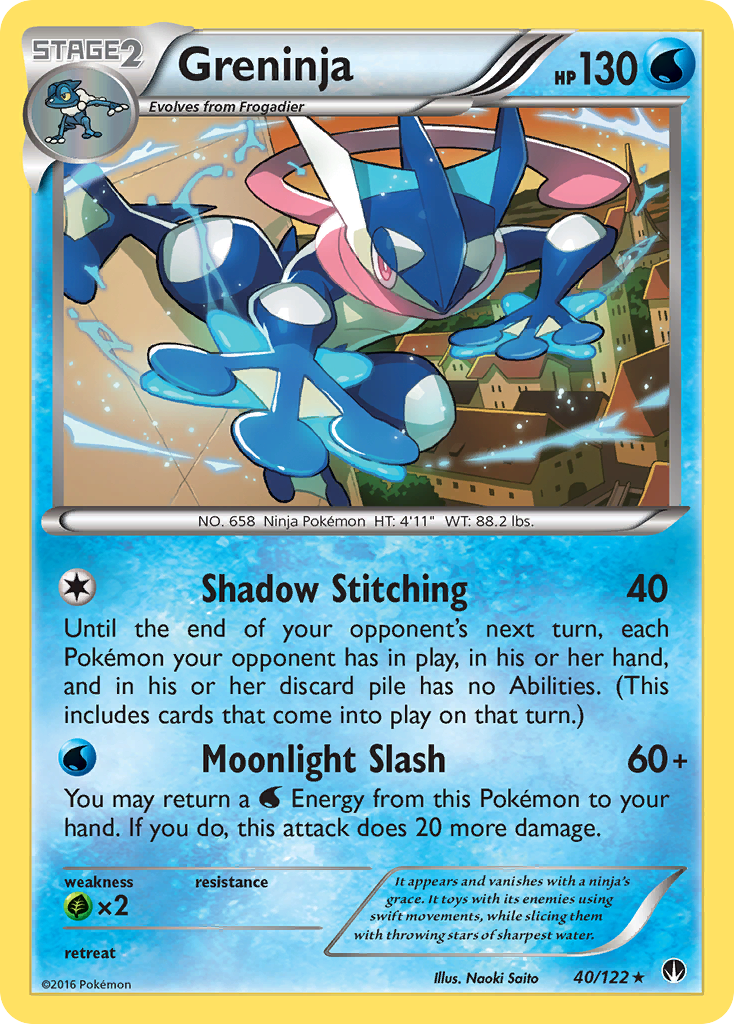 STAGE2
Greninja
HP130
Evolves from Frogadier
NO. 658 Ninja Pokémon HT: 4'11" WT: 88.2 lbs.
Shadow Stitching 40
Until the end of your opponent's next turn, each
Pokémon your opponent has in play, in his or her hand,
and in his or her discard pile has no Abilities. (This
includes cards that come into play on that turn.)
Moonlight Slash 60+
You may return a Energy from this Pokémon to your
hand. If you do, this attack does 20 more damage.
weakness resistance
×2
It appears and vanishes with a ninja's
grace. It toys with its enemies using
swift movements, while slicing them
with throwing stars of sharpest water.
retreat
©2016 Pokémon
Illus. Naoki Saito
40/122 ★